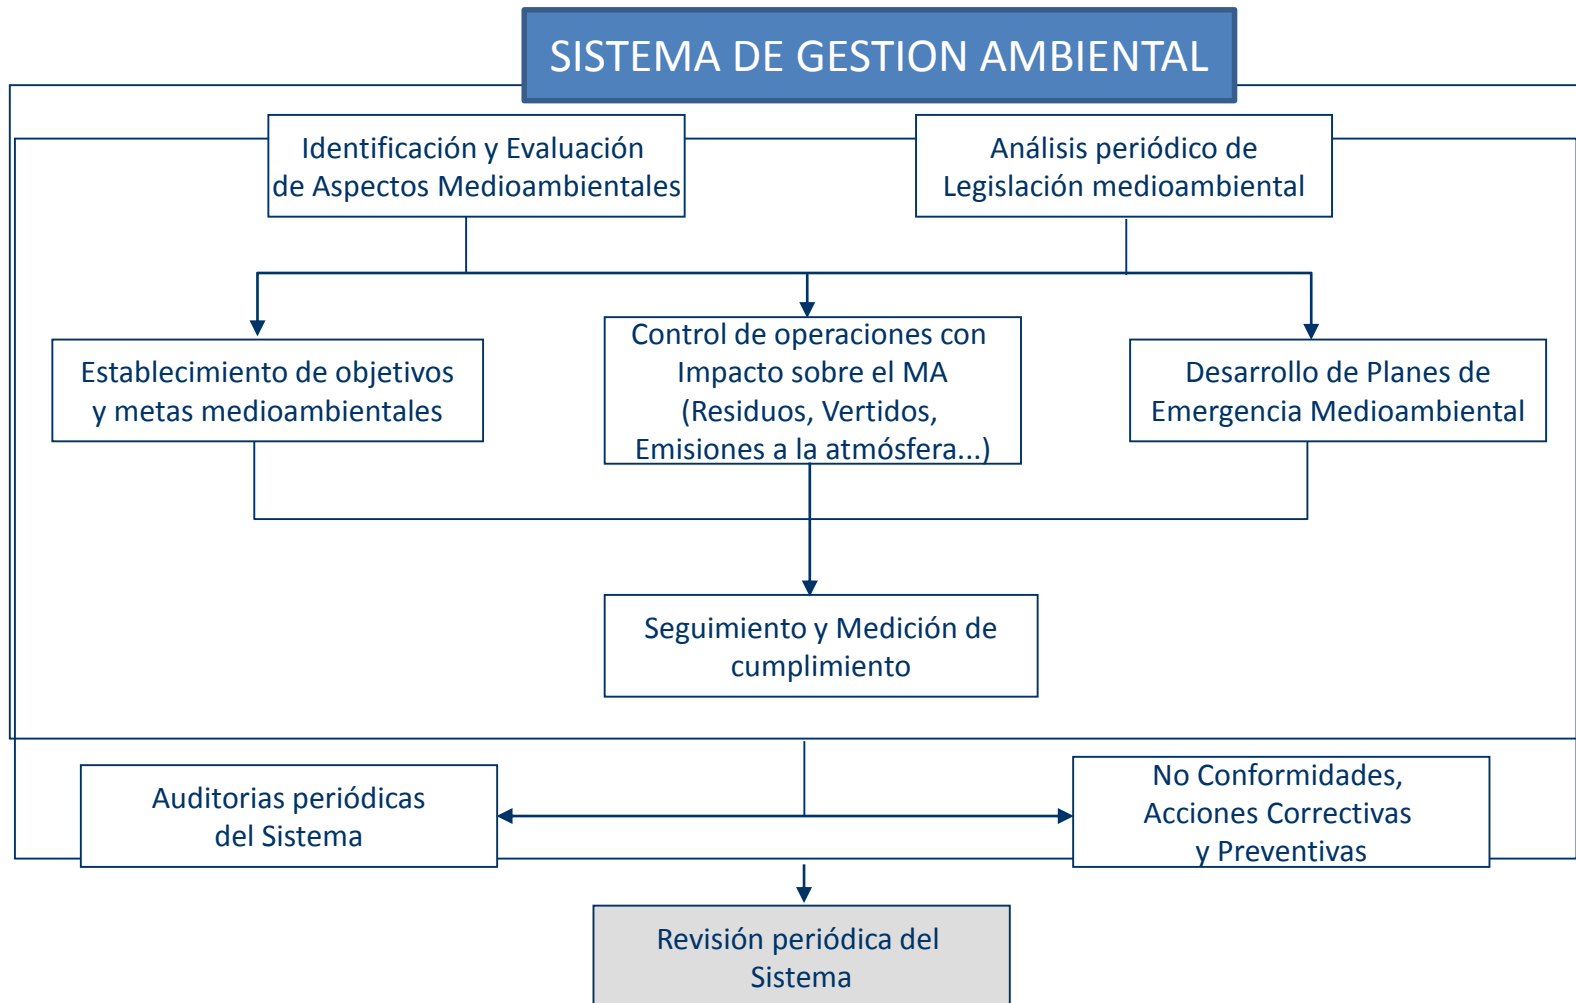 SISTEMA DE GESTION AMBIENTAL
Identificación y Evaluación
de Aspectos Medioambientales
Análisis periódico de
Legislación medioambiental
Establecimiento de objetivos
y metas medioambientales
Control de operaciones con
Impacto sobre el MA
(Residuos, Vertidos,
Emisiones a la atmósfera...)
Desarrollo de Planes de
Emergencia Medioambiental
Seguimiento y Medición de
cumplimiento
Auditorias periódicas
del Sistema
No Conformidades,
Acciones Correctivas
y Preventivas
Revisión periódica del
Sistema